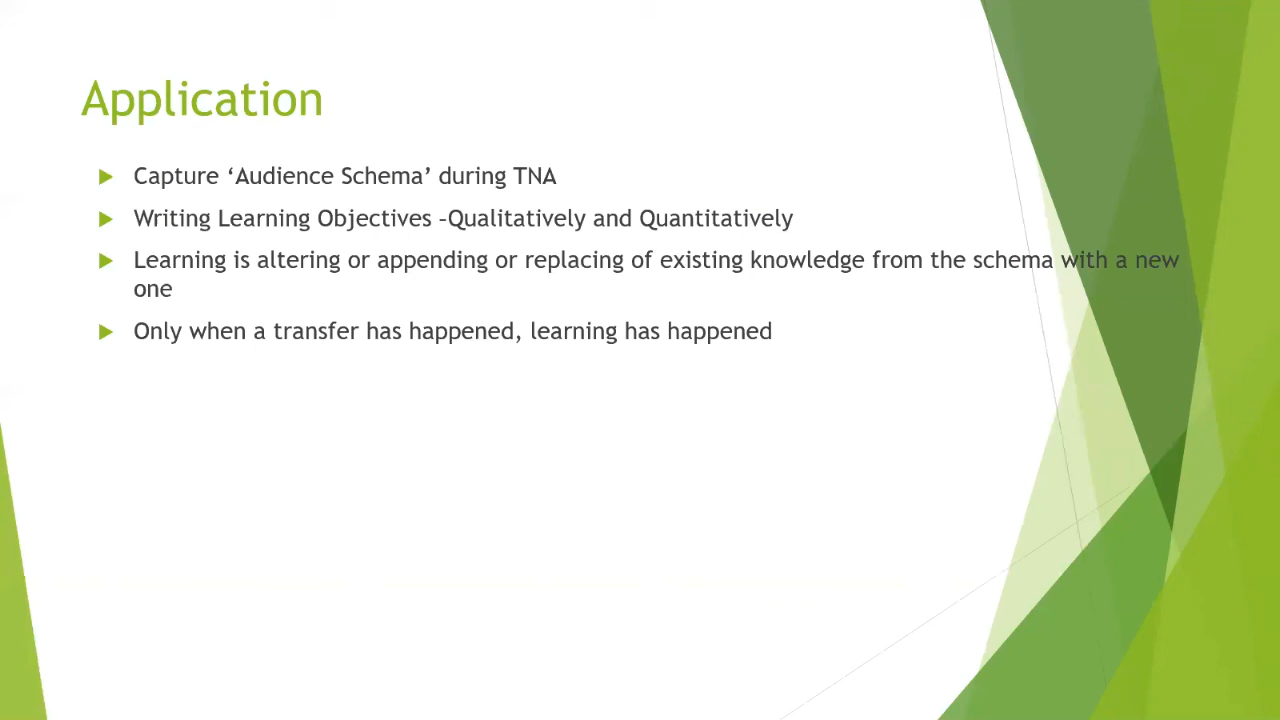 Application
Capture ‘Audience Schema’ during TNA
Writing Learning Objectives –Qualitatively and Quantitatively
Learning is altering or appending or replacing of existing knowledge from the schema with a new
one
Only when a transfer has happened, learning has happened